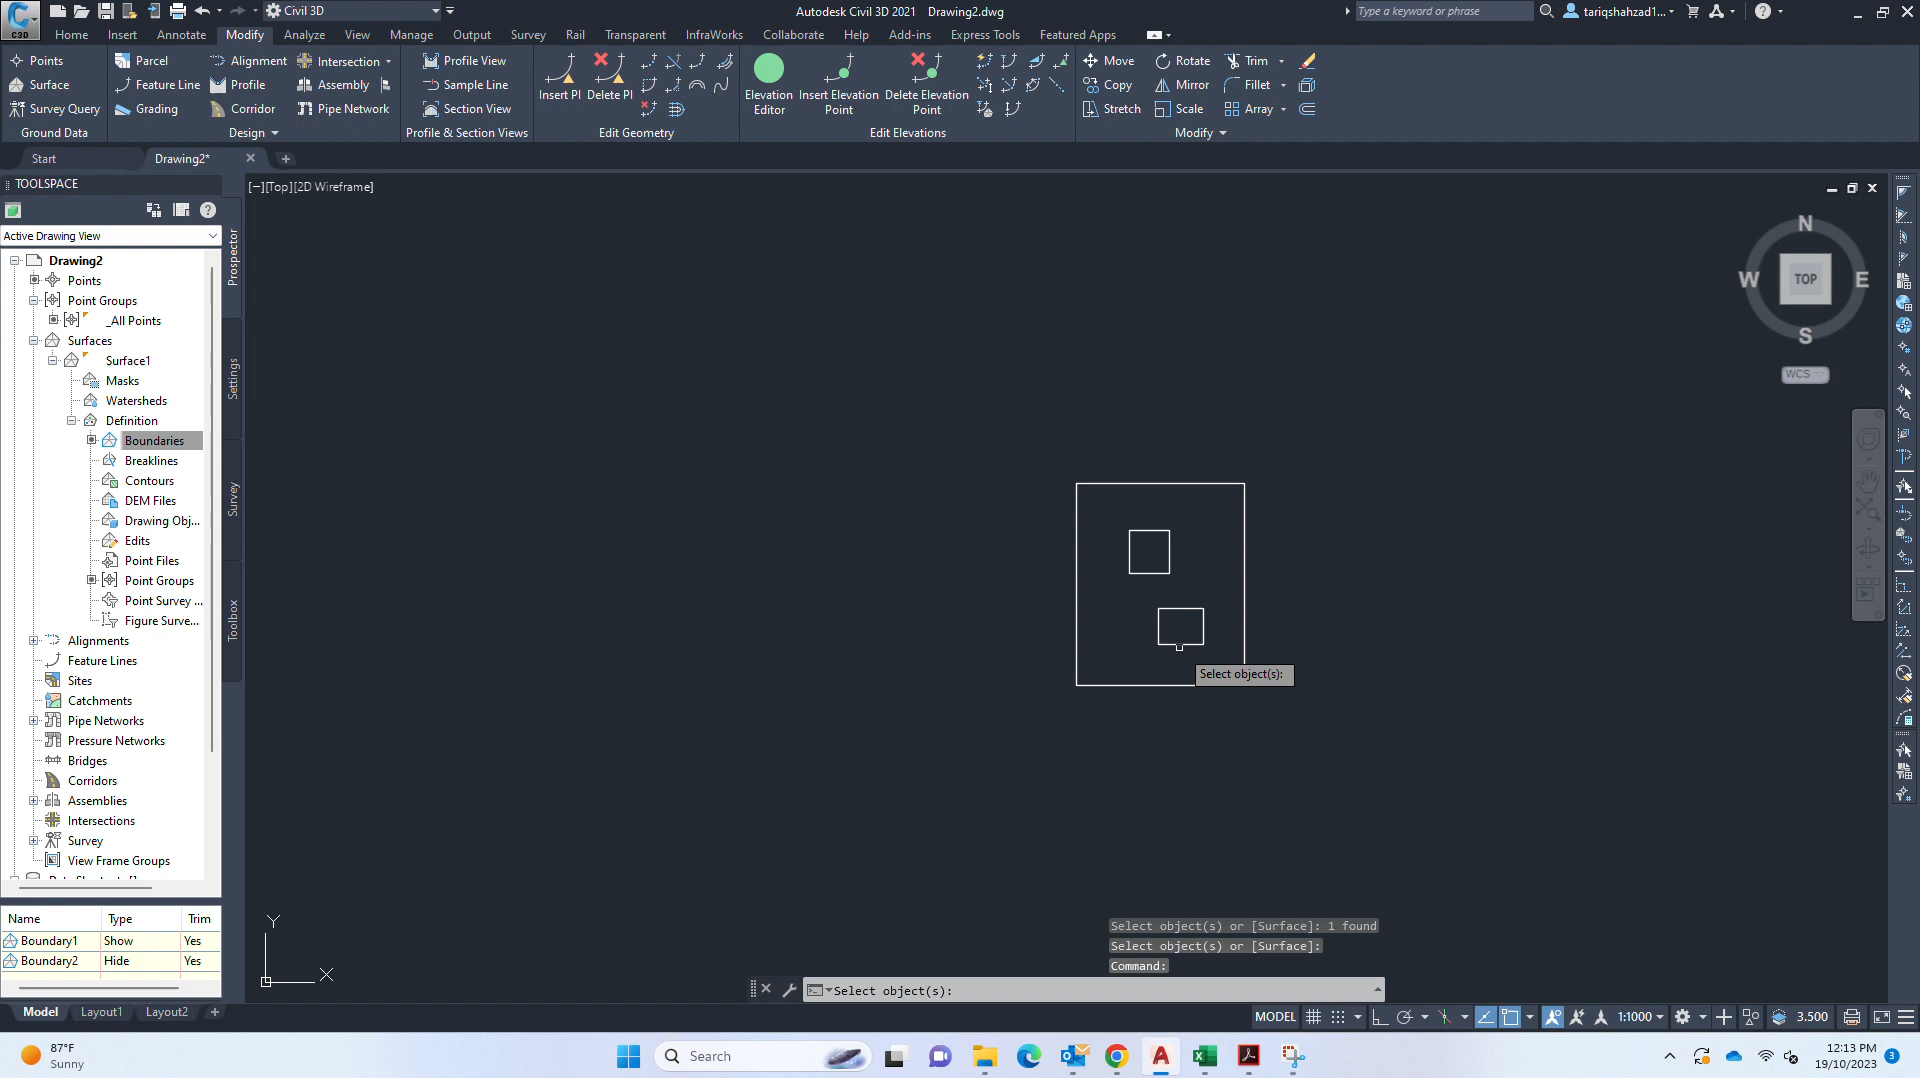 C3D
Civil 3D
Autodesk Civil 3D 2021 Drawing2.dwg
Type a keyword or phrase
tariqshahzad1...
Home Insert Annotate Modify Analyze View Manage Output Survey Rail Transparent InfraWorks Collaborate Help Add-ins Express Tools Featured Apps
Points Parcel Alignment Intersection Profile View Insert PI Delete PI Elevation Editor Insert Elevation Point Delete Elevation Point Move Rotate Trim
Surface Feature Line Profile Assembly Sample Line Copy Mirror Fillet
Survey Query Grading Corridor Pipe Network Section View Stretch Scale Array
Ground Data Design Profile & Section Views Edit Geometry Edit Elevations Modify
Start Drawing2*
TOOLSPACE
[−][Top][2D Wireframe]
Active Drawing View
Prospector
Settings
Survey
Toolbox
Drawing2
Points
Point Groups
_All Points
Surfaces
Surface1
Masks
Watersheds
Definition
Boundaries
Breaklines
Contours
DEM Files
Drawing Obj...
Edits
Point Files
Point Groups
Point Survey ...
Figure Surve...
Alignments
Feature Lines
Sites
Catchments
Pipe Networks
Pressure Networks
Bridges
Corridors
Assemblies
Intersections
Survey
View Frame Groups
N
W TOP E
S
WCS
Select object(s):
Name Type Trim
Boundary1 Show Yes
Boundary2 Hide Yes
Y
X
Select object(s) or [Surface]: 1 found
Select object(s) or [Surface]:
Command:
Select object(s):
Model Layout1 Layout2
MODEL 1:1000 3.500
87°F
Sunny
Search
12:13 PM
19/10/2023
3